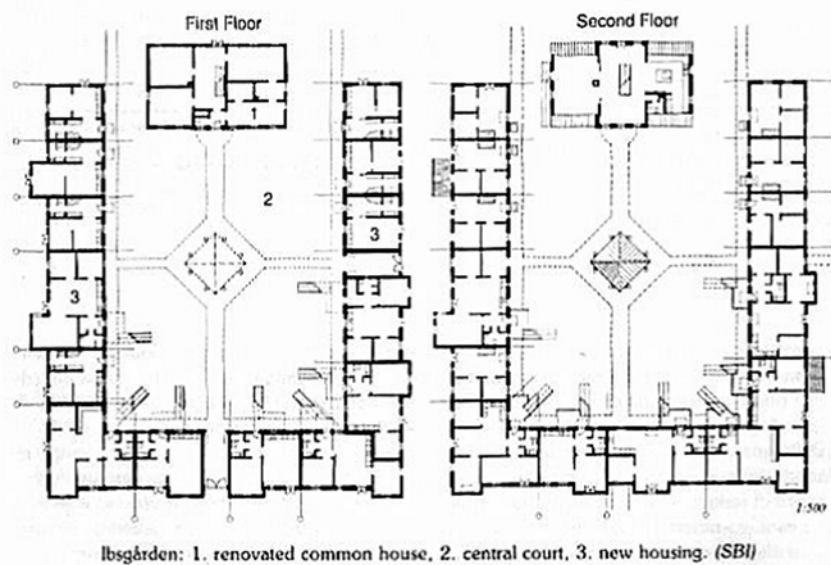 First Floor
Second Floor
1
2
3
3
1:500
Ibsgården: 1. renovated common house, 2. central court, 3. new housing. (SBI)